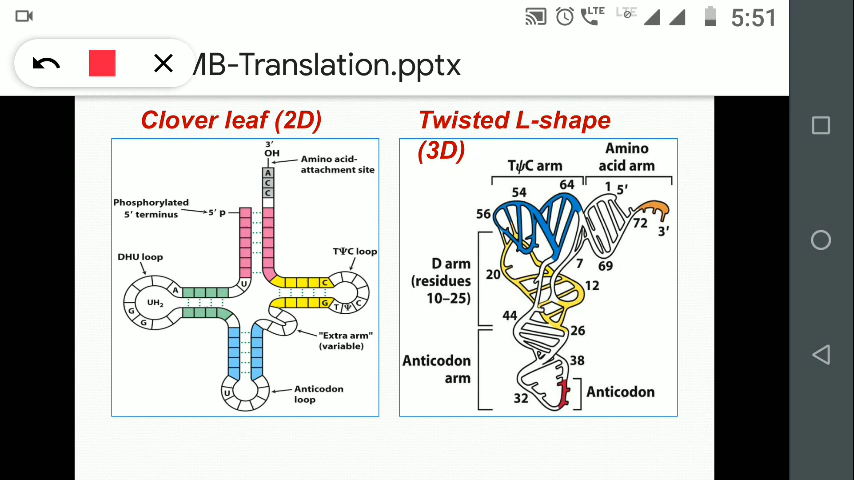 LTE LTE 5:51
MB-Translation.pptx
Clover leaf (2D)
Twisted L-shape
(3D)
3'
OH
Amino acid-
attachment site
A
C
C
Phosphorylated
5' terminus
5' p
DHU loop
TΨC loop
A
U
C
UH2
G
G
G
T Ψ C
"Extra arm"
(variable)
U
Anticodon
loop
TψC arm
Amino
acid arm
54
64
1 5'
56
72
3'
7
69
D arm
(residues
10–25)
20
12
44
26
Anticodon
arm
38
32
Anticodon